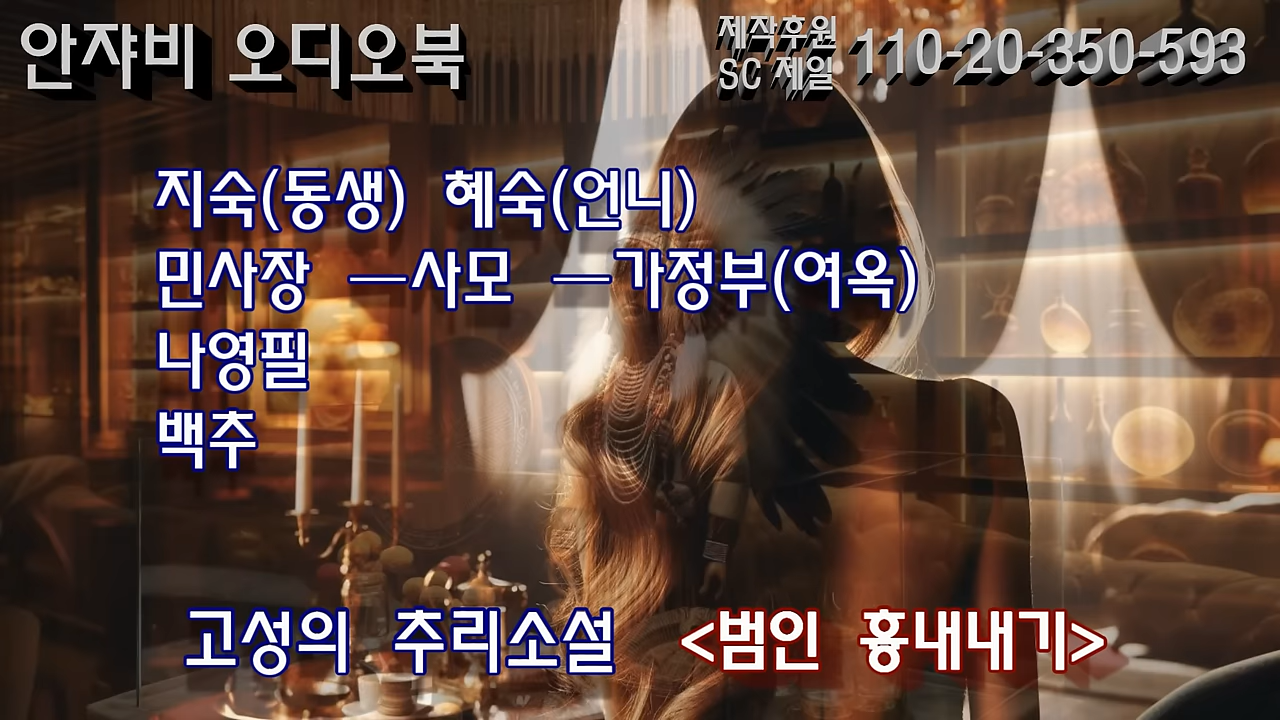 안쟈비 오디오북
제작후원
SC 제일 110-20-350-593
지숙(동생) 혜숙(언니)
민사장 —사모 —가정부(여옥)
나영필
백추
고성의 추리소설 <범인 흉내내기>